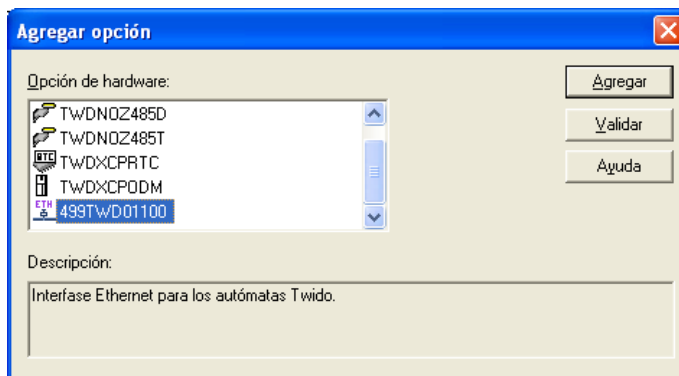 Agregar opción
Opción de hardware:
Agregar
TWDNOZ485D
TWDNOZ485T
Validar
TWDXCPRTC
TWDXCPODM
Ayuda
499TWD01100
Descripción:
Interfase Ethernet para los autómatas Twido.